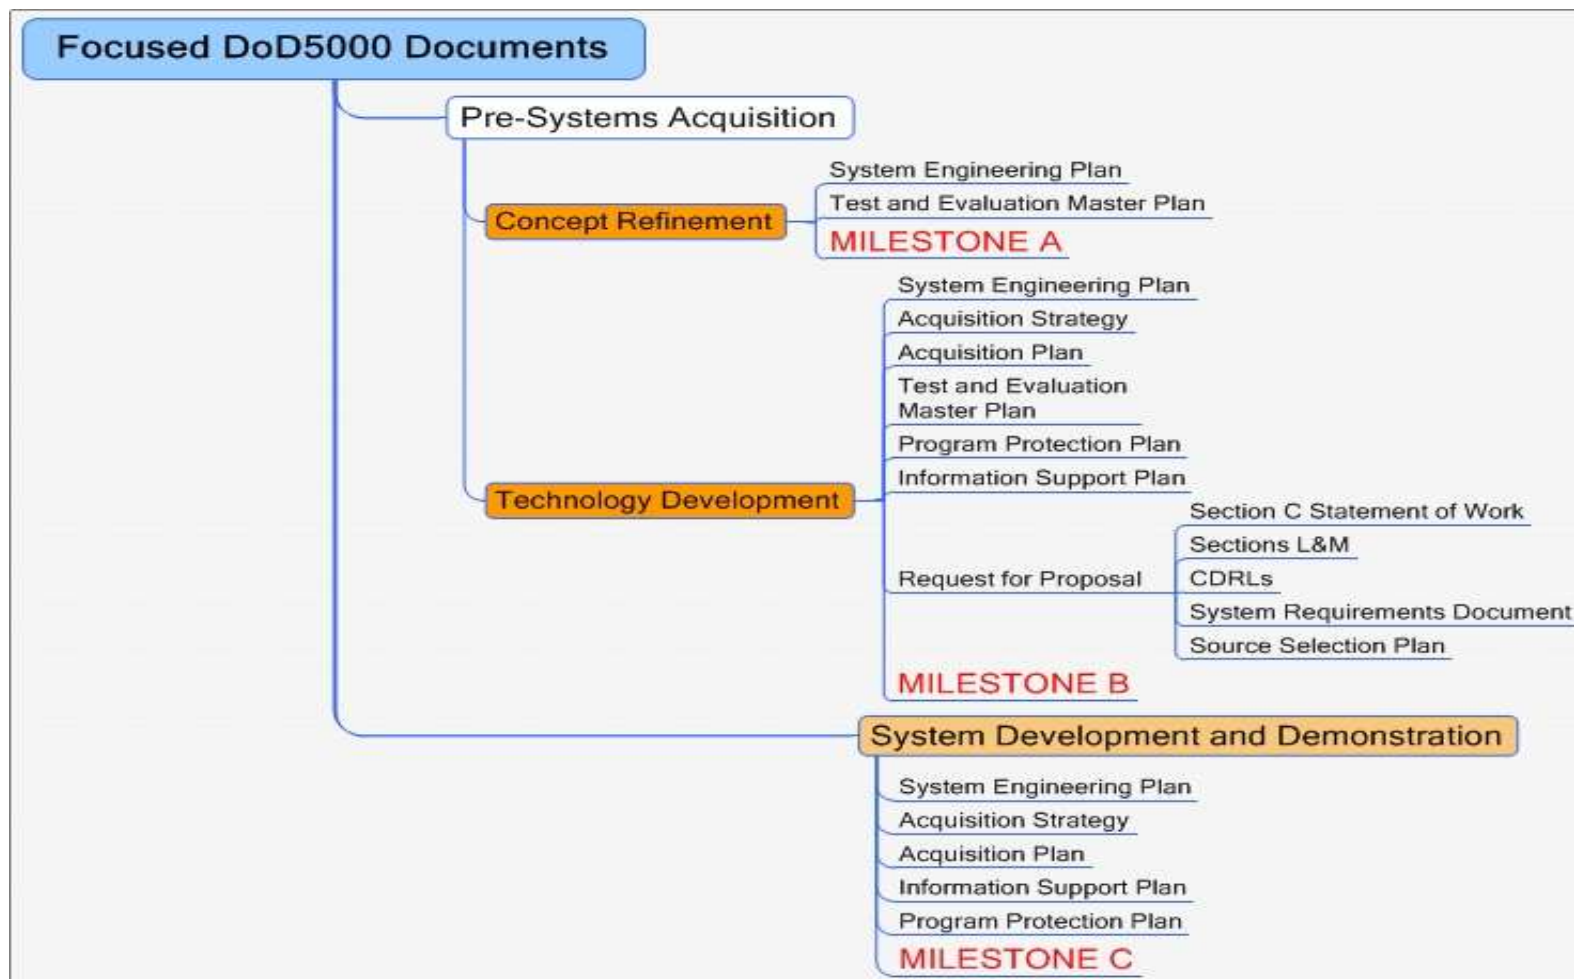 Focused DoD5000 Documents
Pre-Systems Acquisition
Concept Refinement
System Engineering Plan
Test and Evaluation Master Plan
MILESTONE A
Technology Development
System Engineering Plan
Acquisition Strategy
Acquisition Plan
Test and Evaluation
Master Plan
Program Protection Plan
Information Support Plan
Request for Proposal
Section C Statement of Work
Sections L&M
CDRLs
System Requirements Document
Source Selection Plan
MILESTONE B
System Development and Demonstration
System Engineering Plan
Acquisition Strategy
Acquisition Plan
Information Support Plan
Program Protection Plan
MILESTONE C